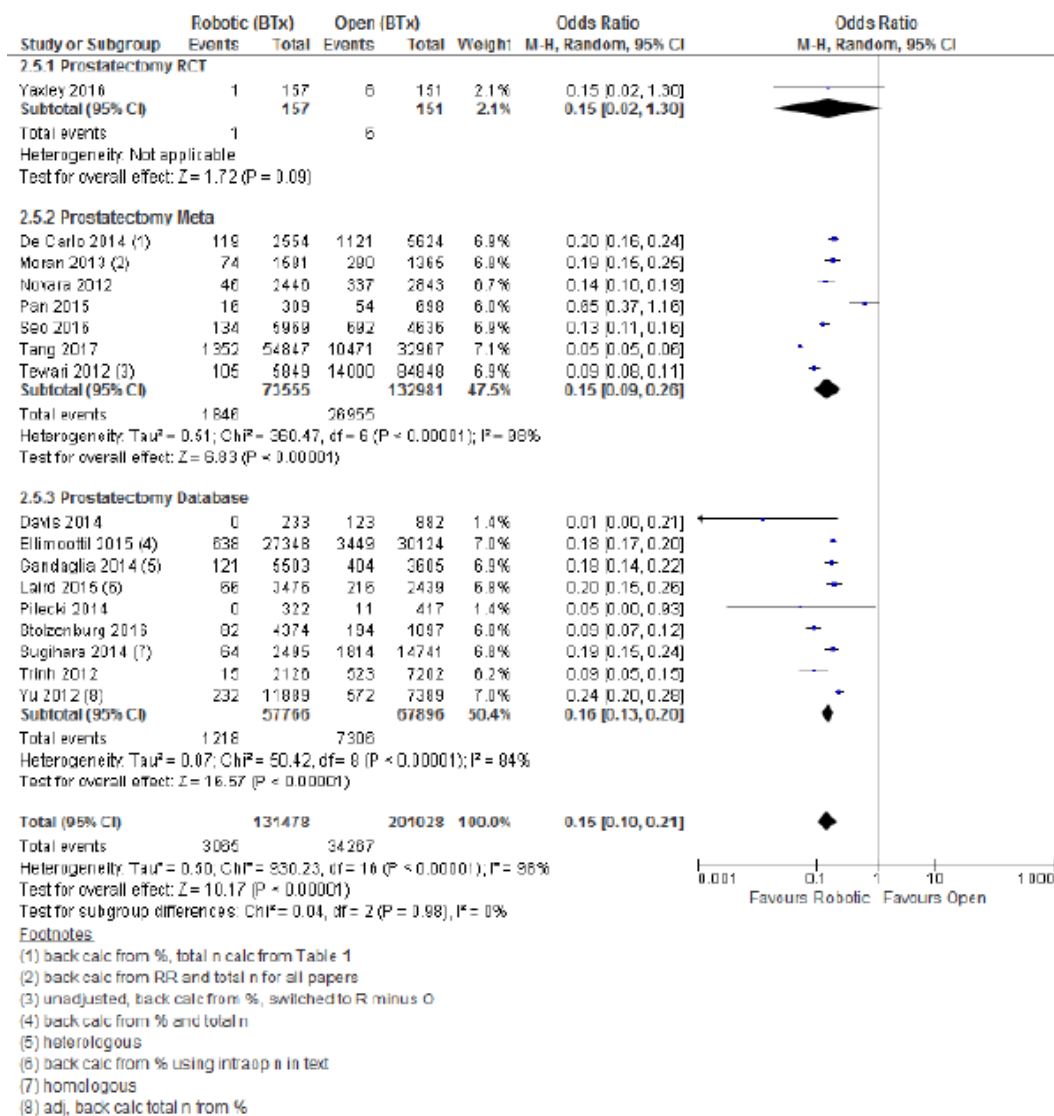 Robotic (BTx) Open (BTx) Odds Ratio Odds Ratio
Study or Subgroup Events Total Events Total Weight M-H, Random, 95% CI M-H, Random, 95% CI
2.5.1 Prostatectomy RCT
Yaxley 2016 1 157 6 151 2.1% 0.15 [0.02, 1.30]
Subtotal (95% CI) 157 151 2.1% 0.15 [0.02, 1.30]
Total events 1 6
Heterogeneity: Not applicable
Test for overall effect: Z = 1.72 (P = 0.09)
2.5.2 Prostatectomy Meta
De Carlo 2014 (1) 119 2554 1121 5624 6.9% 0.20 [0.16, 0.24]
Moran 2013 (2) 74 1591 280 1365 6.8% 0.19 [0.15, 0.25]
Novara 2012 46 2440 337 2843 6.7% 0.14 [0.10, 0.19]
Pan 2015 16 309 54 698 6.0% 0.65 [0.37, 1.16]
Seo 2016 134 5969 692 4636 6.9% 0.13 [0.11, 0.16]
Tang 2017 1352 54847 10471 32967 7.1% 0.05 [0.05, 0.06]
Tewari 2012 (3) 105 5849 14000 84848 6.9% 0.09 [0.08, 0.11]
Subtotal (95% CI) 73555 132981 47.5% 0.15 [0.09, 0.26]
Total events 1846 26955
Heterogeneity: Tau² = 0.51; Chi² = 360.47, df = 6 (P < 0.00001); I² = 98%
Test for overall effect: Z = 6.83 (P < 0.00001)
2.5.3 Prostatectomy Database
Davis 2014 0 233 123 882 1.4% 0.01 [0.00, 0.21]
Ellimoottil 2015 (4) 638 27348 3449 30124 7.0% 0.18 [0.17, 0.20]
Gandaglia 2014 (5) 121 5503 404 3605 6.8% 0.18 [0.14, 0.22]
Laird 2015 (6) 66 3476 216 2439 6.8% 0.20 [0.15, 0.26]
Pilecki 2014 0 322 11 417 1.4% 0.05 [0.00, 0.93]
Stolzenburg 2016 82 4374 194 1097 6.8% 0.09 [0.07, 0.12]
Sugihara 2014 (7) 64 2495 1814 14741 6.8% 0.19 [0.15, 0.24]
Trinh 2012 15 2126 523 7202 6.2% 0.09 [0.05, 0.15]
Yu 2012 (8) 232 11889 572 7389 7.0% 0.24 [0.20, 0.28]
Subtotal (95% CI) 57766 67896 50.4% 0.16 [0.13, 0.20]
Total events 1218 7306
Heterogeneity: Tau² = 0.07; Chi² = 50.42, df = 8 (P < 0.00001); I² = 84%
Test for overall effect: Z = 16.57 (P < 0.00001)
Total (95% CI) 131478 201028 100.0% 0.15 [0.10, 0.21]
Total events 3065 34267
Heterogeneity: Tau² = 0.50; Chi² = 930.23, df = 16 (P < 0.00001); I² = 98%
0.001 0.1 1 10 1000
Test for overall effect: Z = 10.17 (P < 0.00001)
Favours Robotic Favours Open
Test for subgroup differences: Chi² = 0.04, df = 2 (P = 0.98), I² = 0%
Footnotes
(1) back calc from %, total n calc from Table 1
(2) back calc from RR and total n for all papers
(3) unadjusted, back calc from %, switched to R minus O
(4) back calc from % and total n
(5) heterologous
(6) back calc from % using intraop n in text
(7) homologous
(8) adj, back calc total n from %